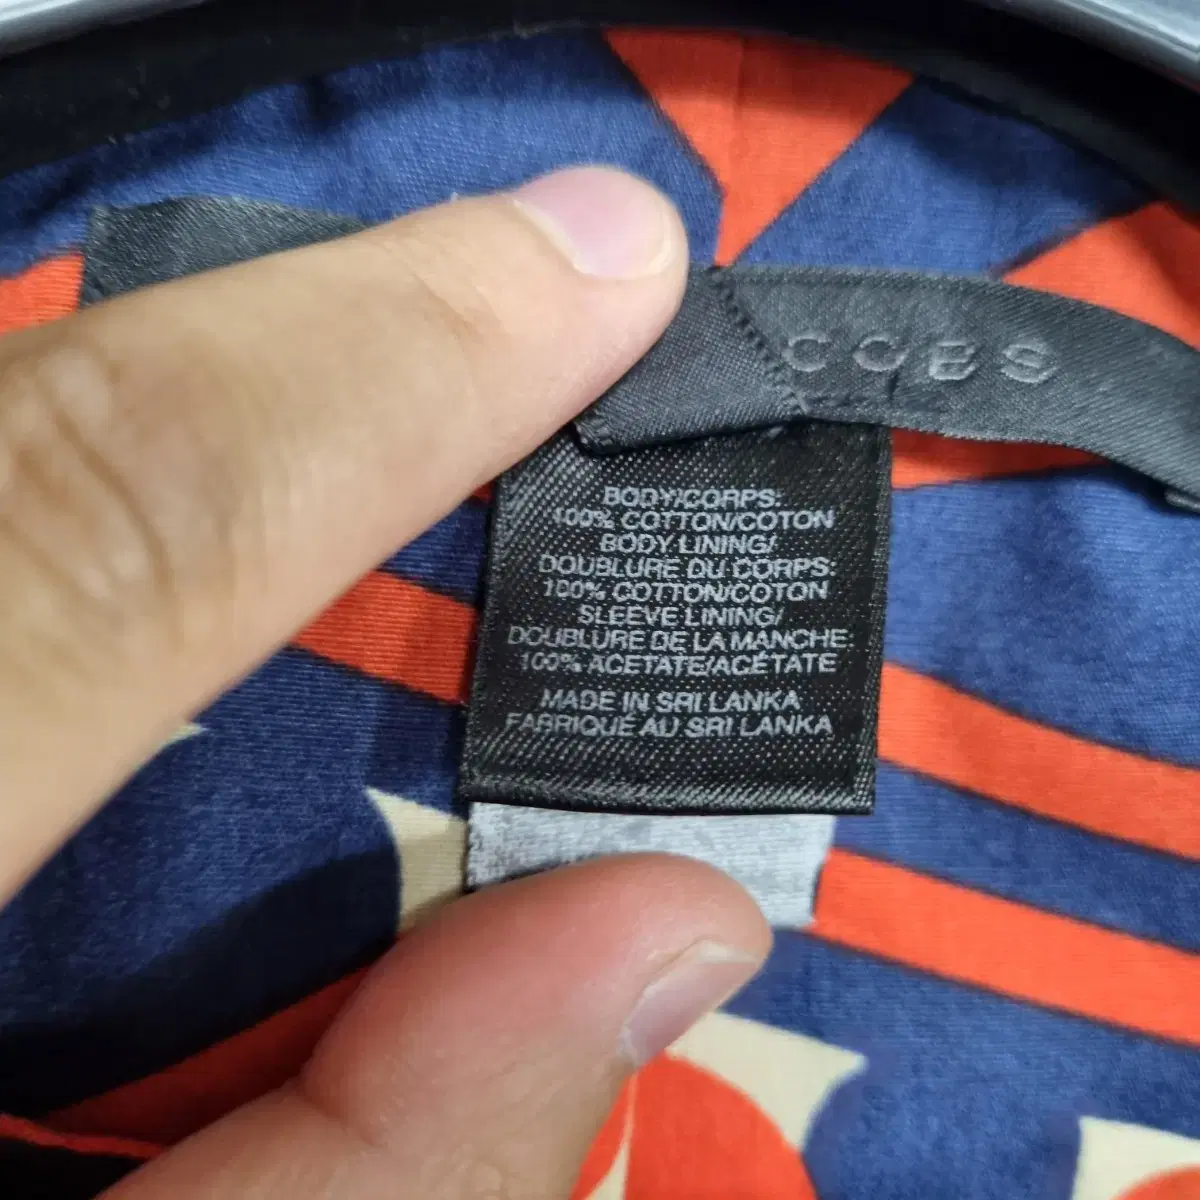 COBS
BODY/CORPS:
100% COTTON/COTON
BODY LINING/
DOUBLURE DU CORPS:
100% COTTON/COTON
SLEEVE LINING/
DOUBLURE DE LA MANCHE:
100% ACETATE/ACÉTATE
MADE IN SRI LANKA
FABRIQUÉ AU SRI LANKA